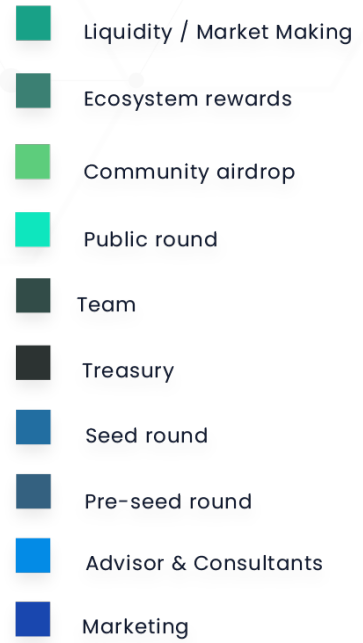 Liquidity / Market Making
Ecosystem rewards
Community airdrop
Public round
Team
Treasury
Seed round
Pre-seed round
Advisor & Consultants
Marketing